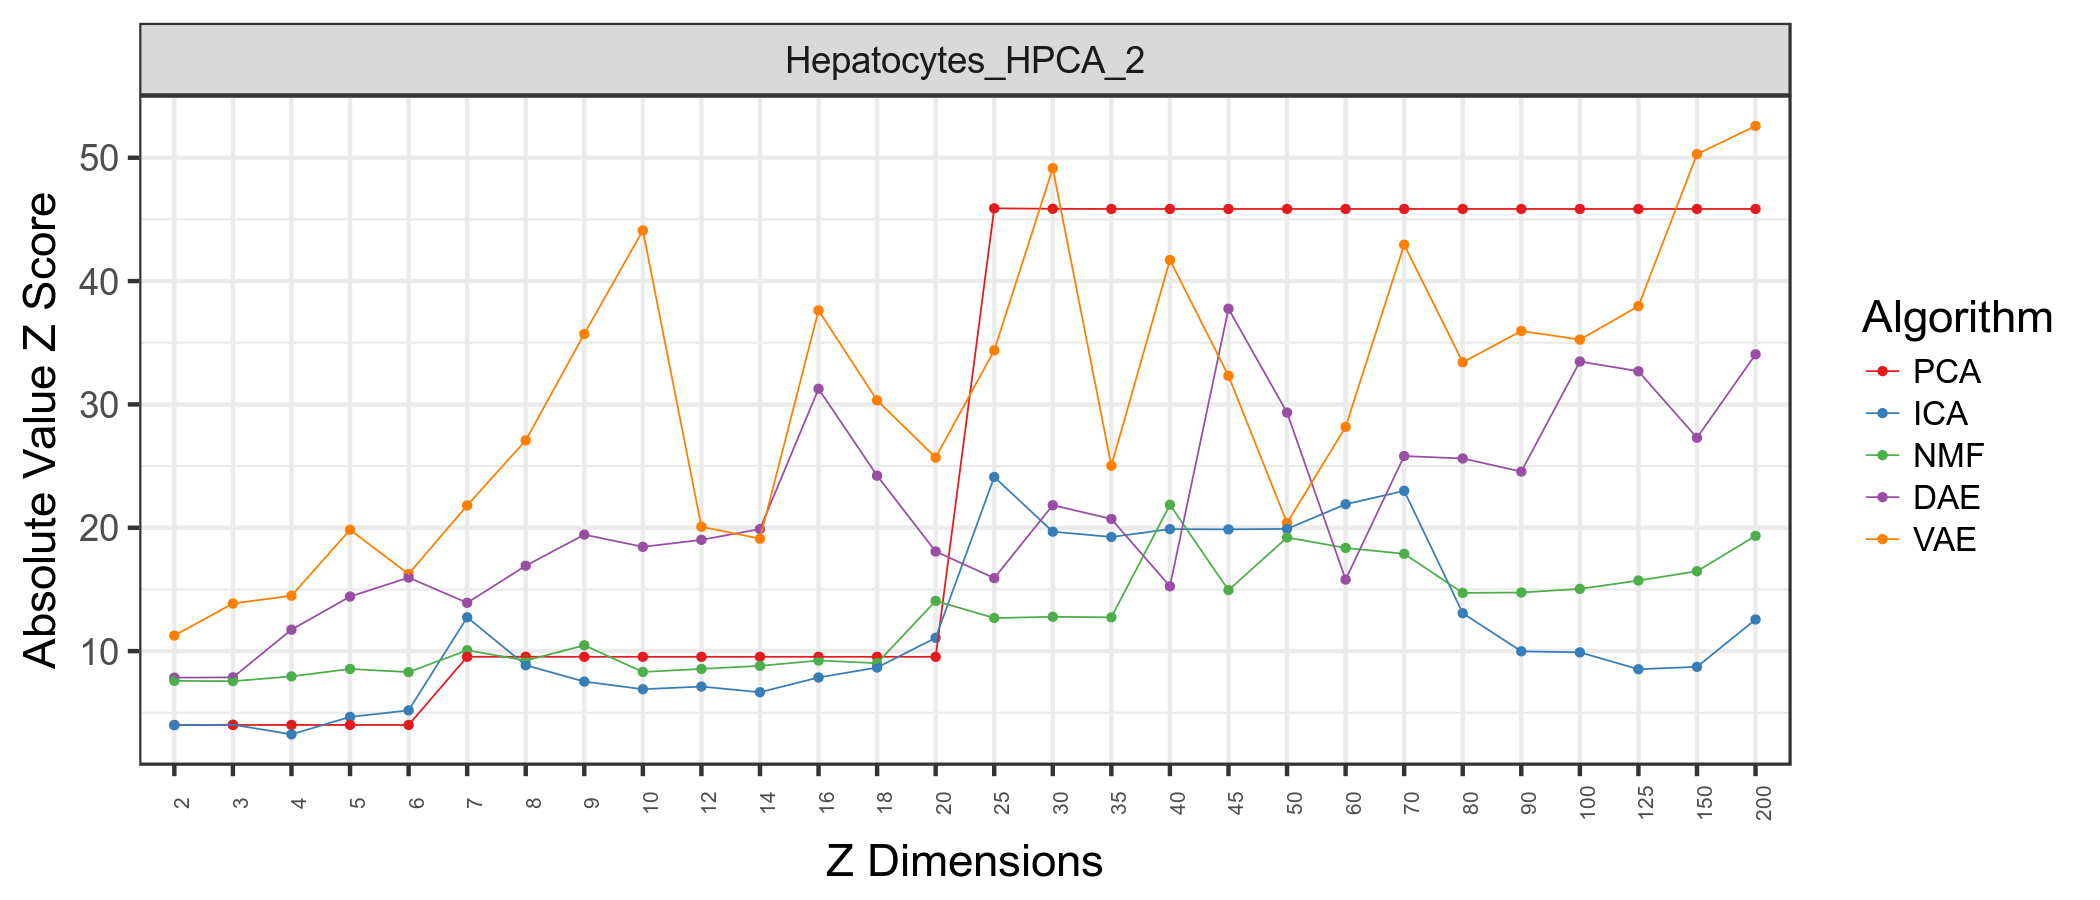 Hepatocytes_HPCA_2
Absolute Value Z Score
50
40
30
20
10
2 3 4 5 6 7 8 9 10 12 14 16 18 20 25 30 35 40 45 50 60 70 80 90 100 125 150 200
Z Dimensions
Algorithm
PCA
ICA
NMF
DAE
VAE